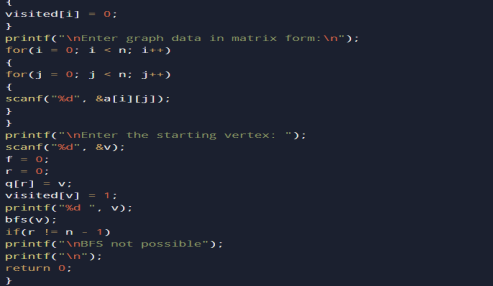 {
visited[i] = 0;
}
printf("\nEnter graph data in matrix form:\n");
for(i = 0; i < n; i++)
{
for(j = 0; j < n; j++)
{
scanf("%d", &a[i][j]);
}
}
printf("\nEnter the starting vertex: ");
scanf("%d", &v);
f = 0;
r = 0;
q[r] = v;
visited[v] = 1;
printf("%d ", v);
bfs(v);
if(r != n - 1)
printf("\nBFS not possible");
printf("\n");
return 0;
}